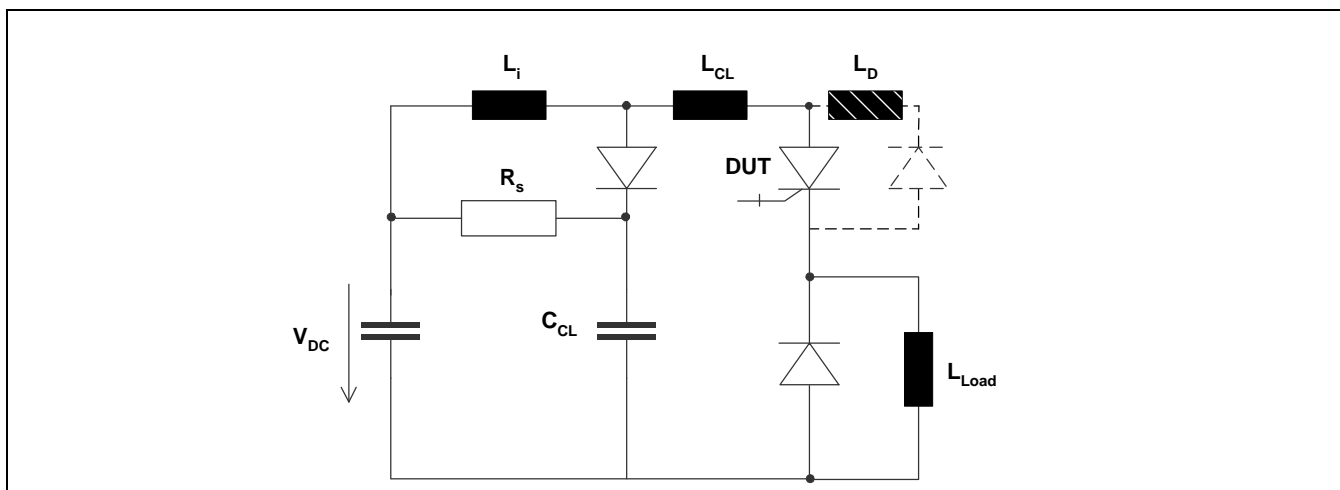 L_i
L_CL
L_D
R_s
DUT
V_DC
C_CL
L_Load